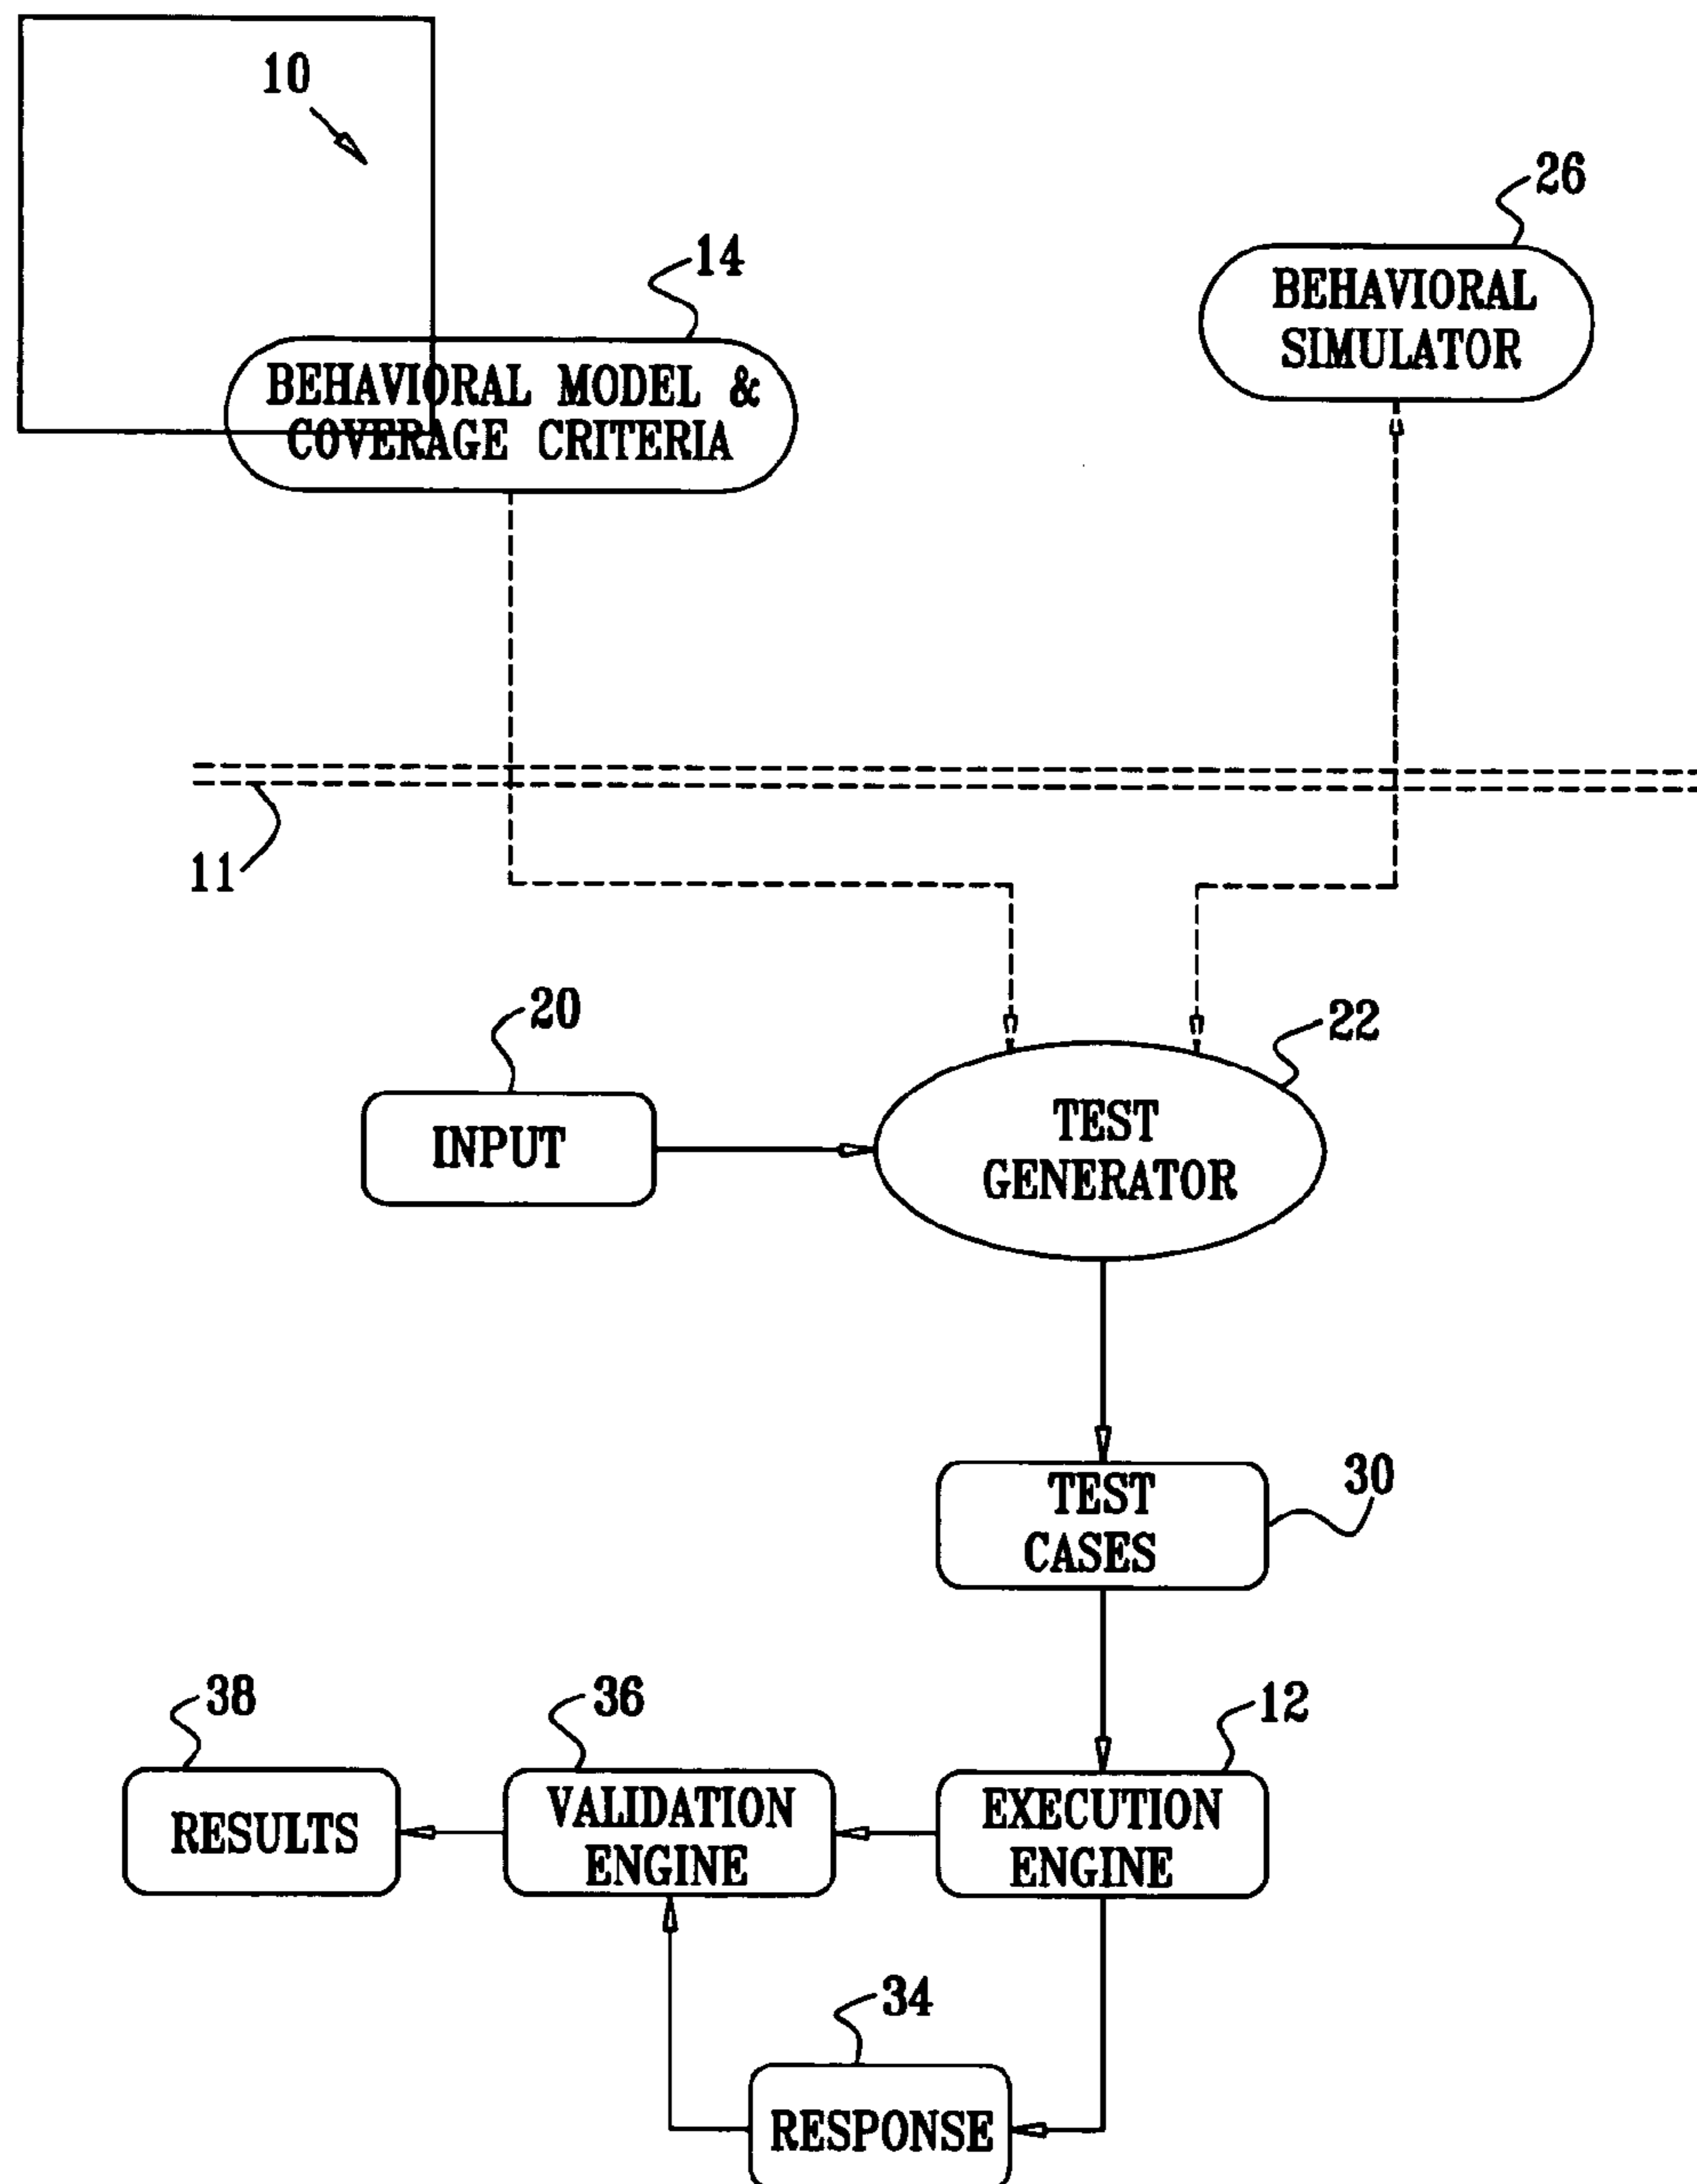 10
26
14
BEHAVIORAL
SIMULATOR
BEHAVIORAL MODEL &
COVERAGE CRITERIA
11
20
22
INPUT
TEST
GENERATOR
30
TEST
CASES
38
36
12
RESULTS
VALIDATION
ENGINE
EXECUTION
ENGINE
34
RESPONSE